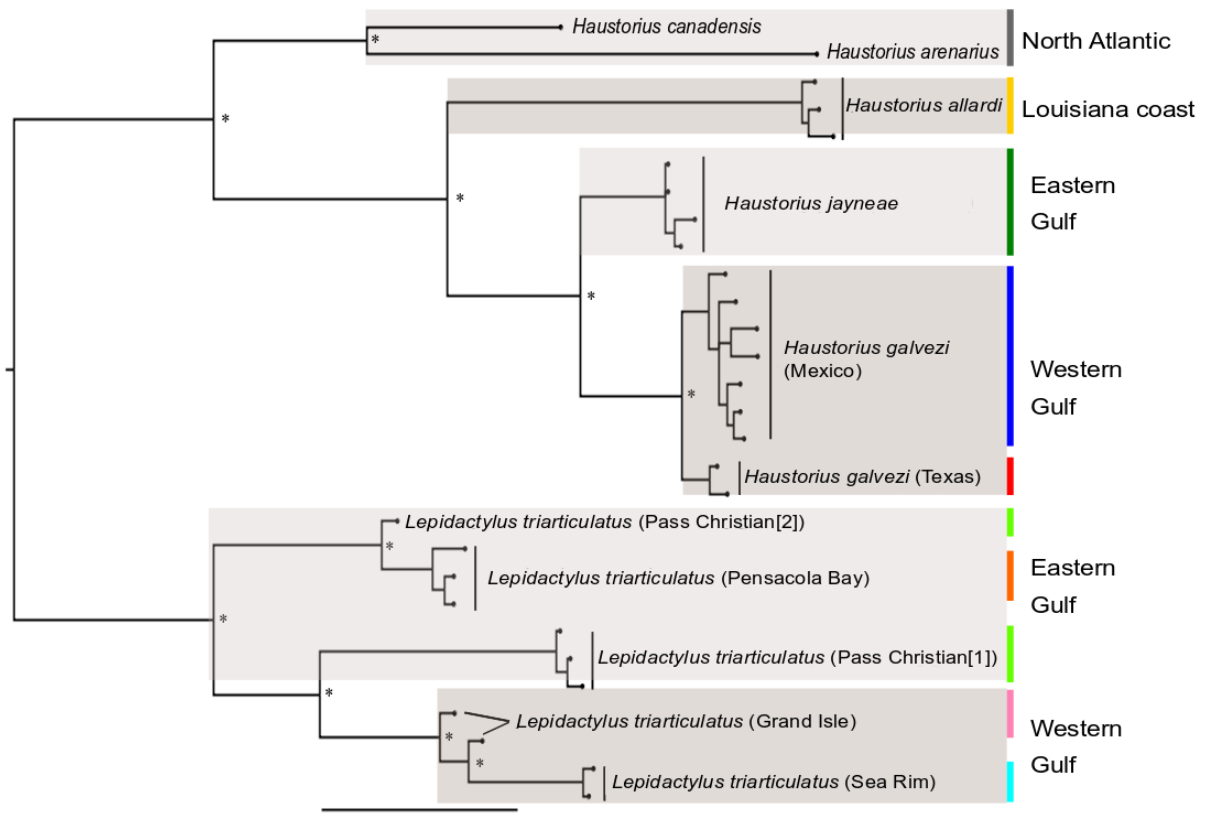 Haustorius canadensis
*
North Atlantic
Haustorius arenarius
Haustorius allardi
Louisiana coast
*
*
Eastern
Haustorius jayneae
Gulf
*
Haustorius galvezi
(Mexico)
Western
*
Gulf
Haustorius galvezi (Texas)
Lepidactylus triarticulatus (Pass Christian[2])
*
Eastern
Lepidactylus triarticulatus (Pensacola Bay)
Gulf
*
Lepidactylus triarticulatus (Pass Christian[1])
*
Lepidactylus triarticulatus (Grand Isle)
Western
*
*
Gulf
Lepidactylus triarticulatus (Sea Rim)